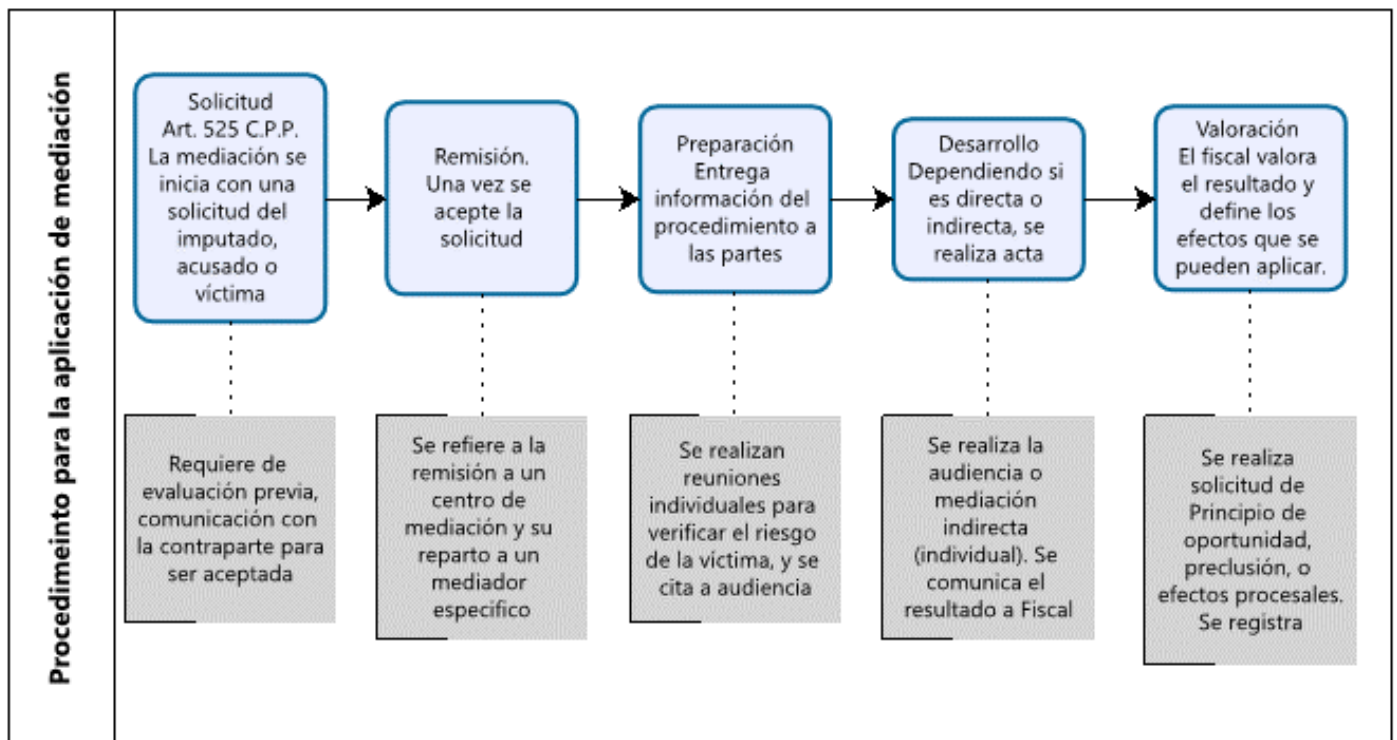 Procedimeinto para la aplicación de mediación
Solicitud
Art. 525 C.P.P.
La mediación se
inicia con una
solicitud del
imputado,
acusado o
víctima
Remisión.
Una vez se
acepte la
solicitud
Preparación
Entrega
información del
procedimiento a
las partes
Desarrollo
Dependiendo si
es directa o
indirecta, se
realiza acta
Valoración
El fiscal valora
el resultado y
define los
efectos que se
pueden aplicar.
Requiere de
evaluación previa,
comunicación con
la contraparte para
ser aceptada
Se refiere a la
remisión a un
centro de
mediación y su
reparto a un
mediador
especifico
Se realizan
reuniones
individuales para
verificar el riesgo
de la víctima, y se
cita a audiencia
Se realiza la
audiencia o
mediación
indirecta
(individual). Se
comunica el
resultado a Fiscal
Se realiza
solicitud de
Principio de
oportunidad,
preclusión, o
efectos procesales.
Se registra